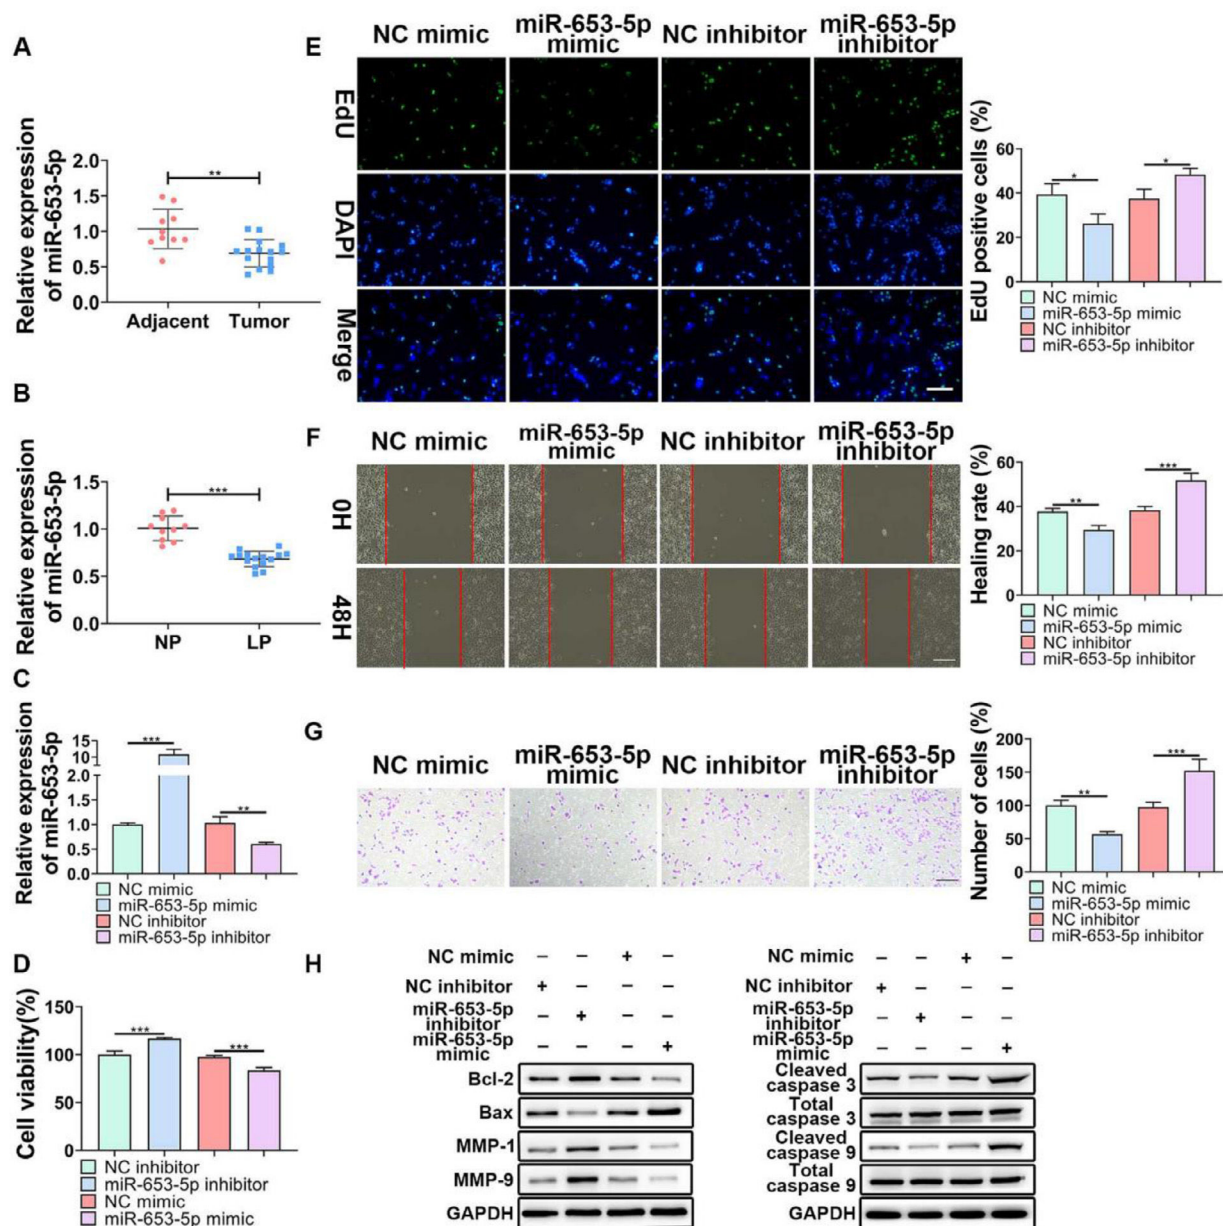 A
Relative expression
of miR-653-5p
2.0
1.5
1.0
0.5
0.0
**
Adjacent Tumor
B
Relative expression
of miR-653-5p
1.5
1.0
0.5
0.0
***
NP LP
C
Relative expression
of miR-653-5p
15
10
2.0
1.5
1.0
0.5
0.0
***
**
NC mimic
miR-653-5p mimic
NC inhibitor
miR-653-5p inhibitor
D
Cell viability(%)
150
100
50
0
***
***
NC inhibitor
miR-653-5p inhibitor
NC mimic
miR-653-5p mimic
E
NC mimic
miR-653-5p
mimic
NC inhibitor
miR-653-5p
inhibitor
EdU
DAPI
Merge
EdU positive cells (%)
60
40
20
0
*
*
NC mimic
miR-653-5p mimic
NC inhibitor
miR-653-5p inhibitor
F
NC mimic
miR-653-5p
mimic
NC inhibitor
miR-653-5p
inhibitor
0H
48H
Healing rate (%)
60
40
20
0
**
***
NC mimic
miR-653-5p mimic
NC inhibitor
miR-653-5p inhibitor
G
NC mimic
miR-653-5p
mimic
NC inhibitor
miR-653-5p
inhibitor
Number of cells (%)
200
150
100
50
0
**
***
NC mimic
miR-653-5p mimic
NC inhibitor
miR-653-5p inhibitor
H
NC mimic – – + –
NC inhibitor + – – –
miR-653-5p
inhibitor – + – –
miR-653-5p
mimic – – – +
Bcl-2
Bax
MMP-1
MMP-9
GAPDH
NC mimic – – + –
NC inhibitor + – – –
miR-653-5p
inhibitor – + – –
miR-653-5p
mimic – – – +
Cleaved
caspase 3
Total
caspase 3
Cleaved
caspase 9
Total
caspase 9
GAPDH